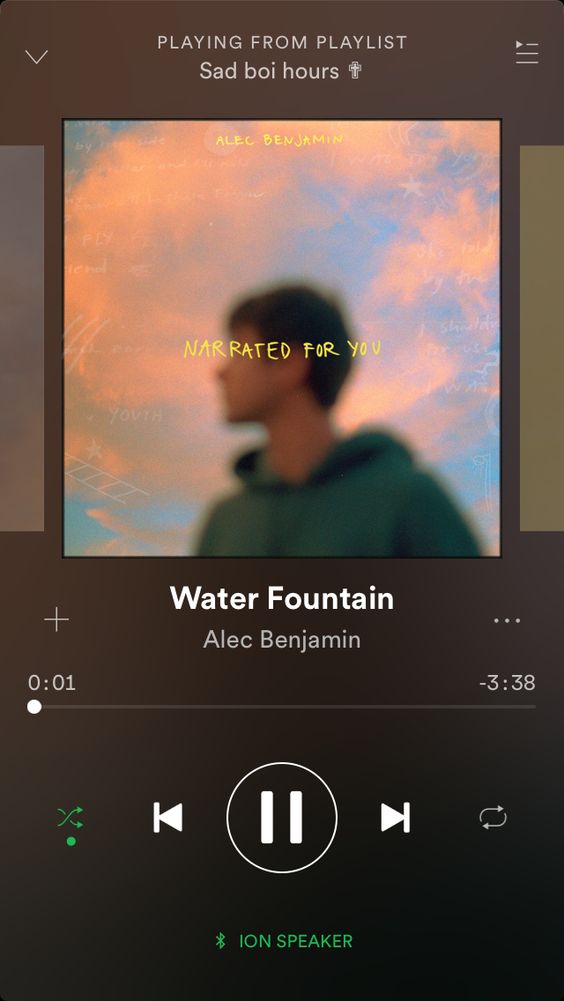 PLAYING FROM PLAYLIST
Sad boi hours ✟
ALEC BENJAMIN
FLY
NARRATED FOR YOU
YOUTH
Water Fountain
Alec Benjamin
0:01
-3:38
ION SPEAKER